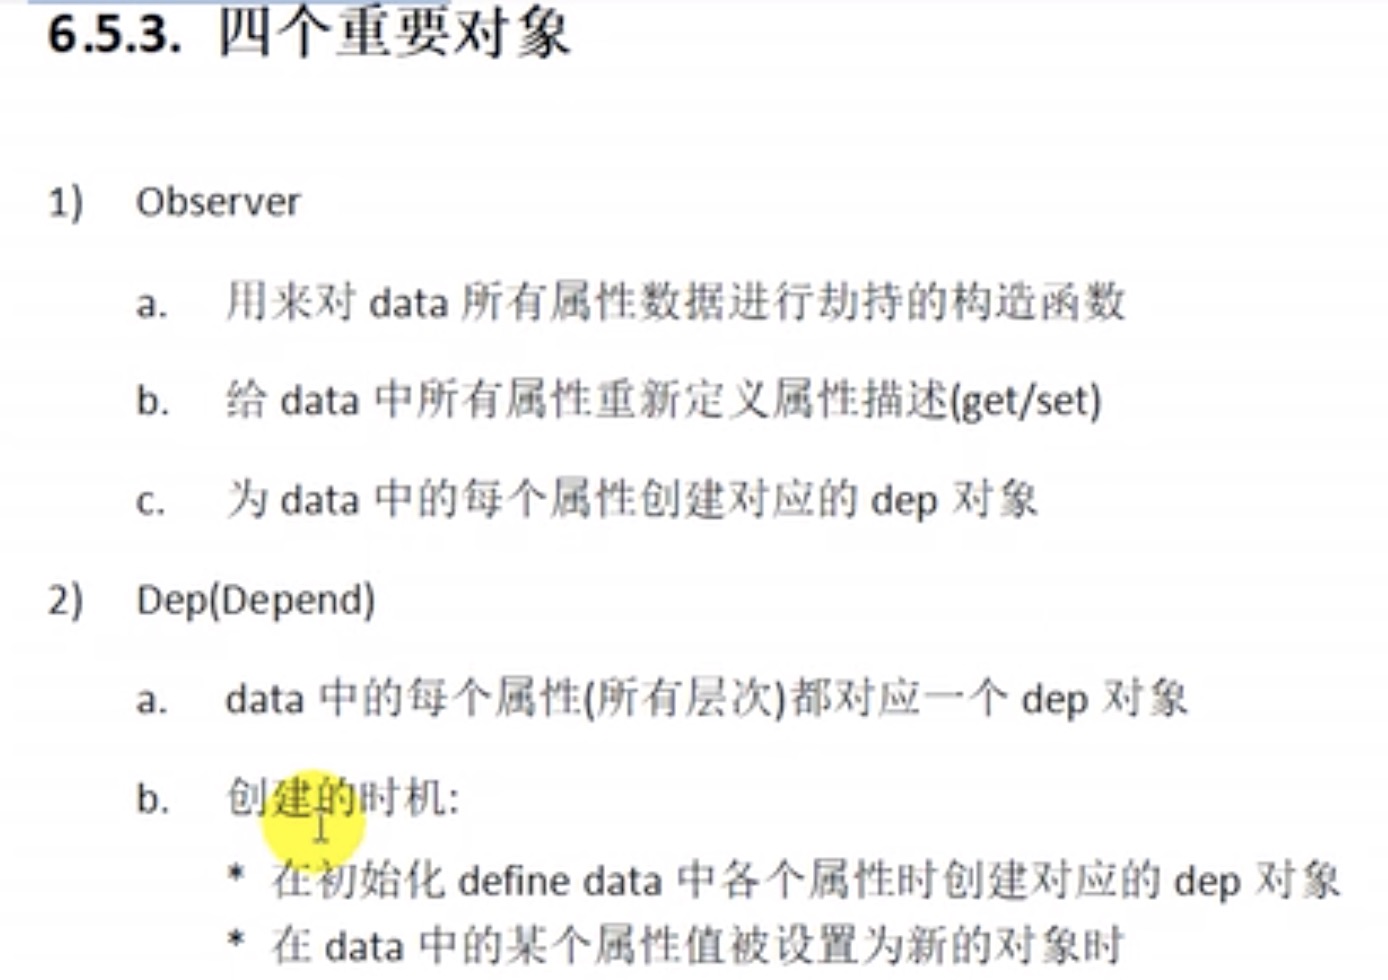 6.5.3. 四个重要对象
1) Observer
a. 用来对 data 所有属性数据进行劫持的构造函数
b. 给 data 中所有属性重新定义属性描述(get/set)
c. 为 data 中的每个属性创建对应的 dep 对象
2) Dep(Depend)
a. data 中的每个属性(所有层次)都对应一个 dep 对象
b. 创建的时机:
* 在初始化 define data 中各个属性时创建对应的 dep 对象
* 在 data 中的某个属性值被设置为新的对象时